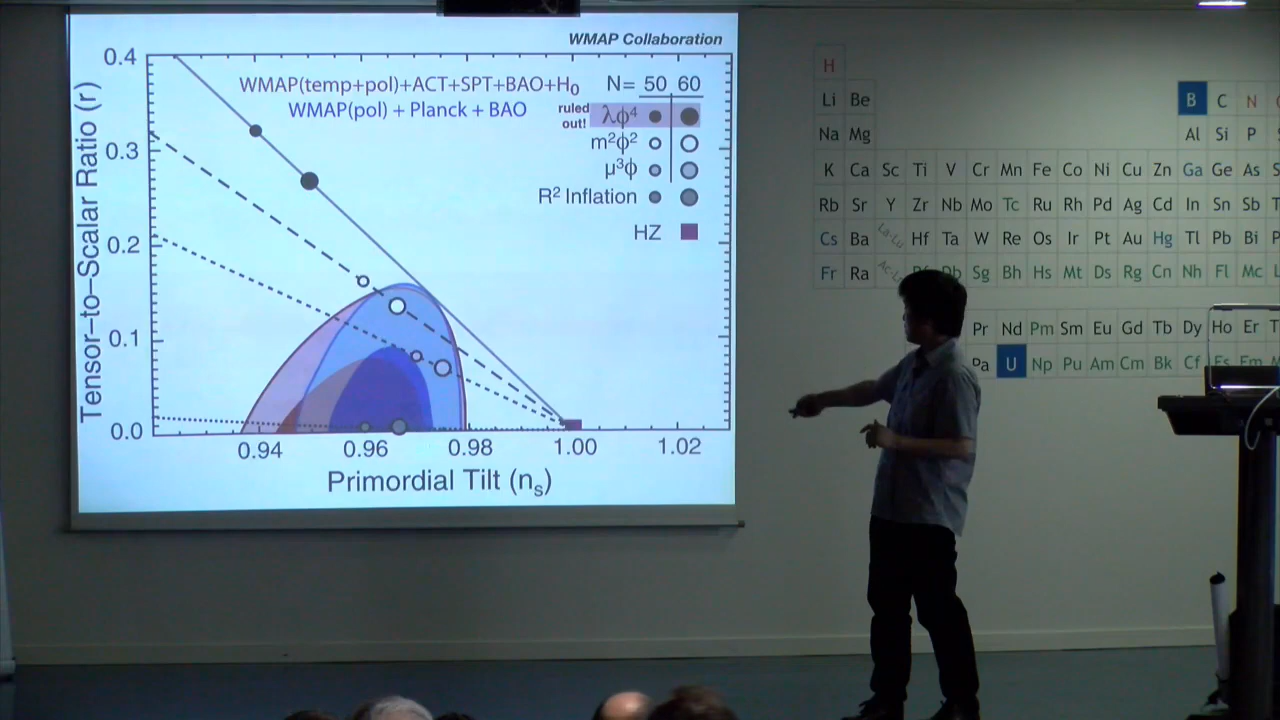 WMAP Collaboration
0.4
0.3
0.2
0.1
0.0
Tensor–to–Scalar Ratio (r)
WMAP(temp+pol)+ACT+SPT+BAO+H₀
WMAP(pol) + Planck + BAO
N= 50 60
ruled out! λϕ⁴
m²ϕ²
μ³ϕ
R² Inflation
HZ
0.94 0.96 0.98 1.00 1.02
Primordial Tilt (nₛ)
H
Li Be B C N
Na Mg Al Si P
K Ca Sc Ti V Cr Mn Fe Co Ni Cu Zn Ga Ge As
Rb Sr Y Zr Nb Mo Tc Ru Rh Pd Ag Cd In Sn Sb
Cs Ba La-Lu Hf Ta W Re Os Ir Pt Au Hg Tl Pb Bi
Fr Ra Db Sg Bh Hs Mt Ds Rg Cn Nh Fl Mc
Pr Nd Pm Sm Eu Gd Tb Dy Ho Er
Pa U Np Pu Am Cm Bk Cf Es Fm